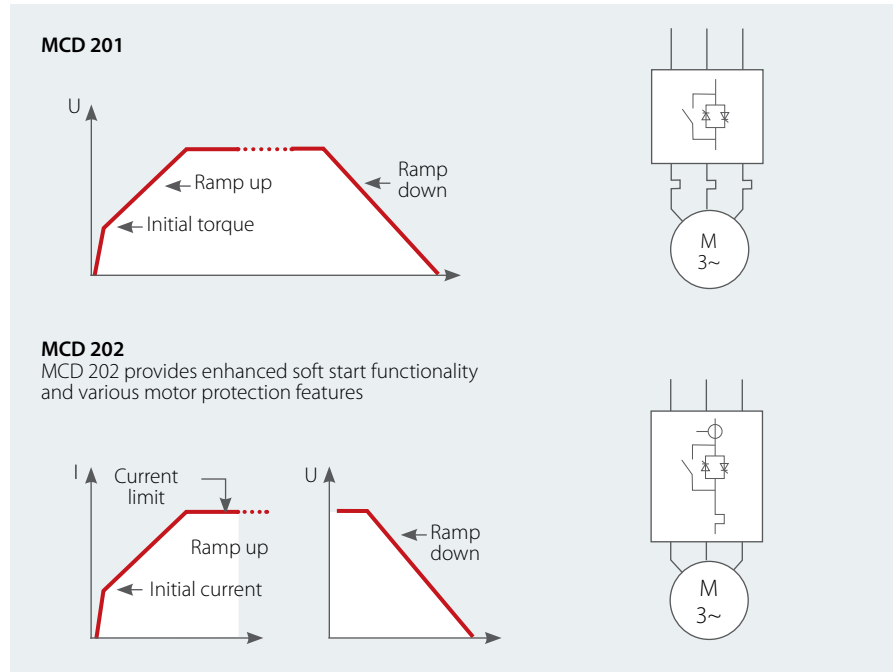 MCD 201
U
Ramp up
Initial torque
Ramp
down
M
3~
MCD 202
MCD 202 provides enhanced soft start functionality
and various motor protection features
I
Current
limit
Ramp up
Initial current
U
Ramp
down
M
3~